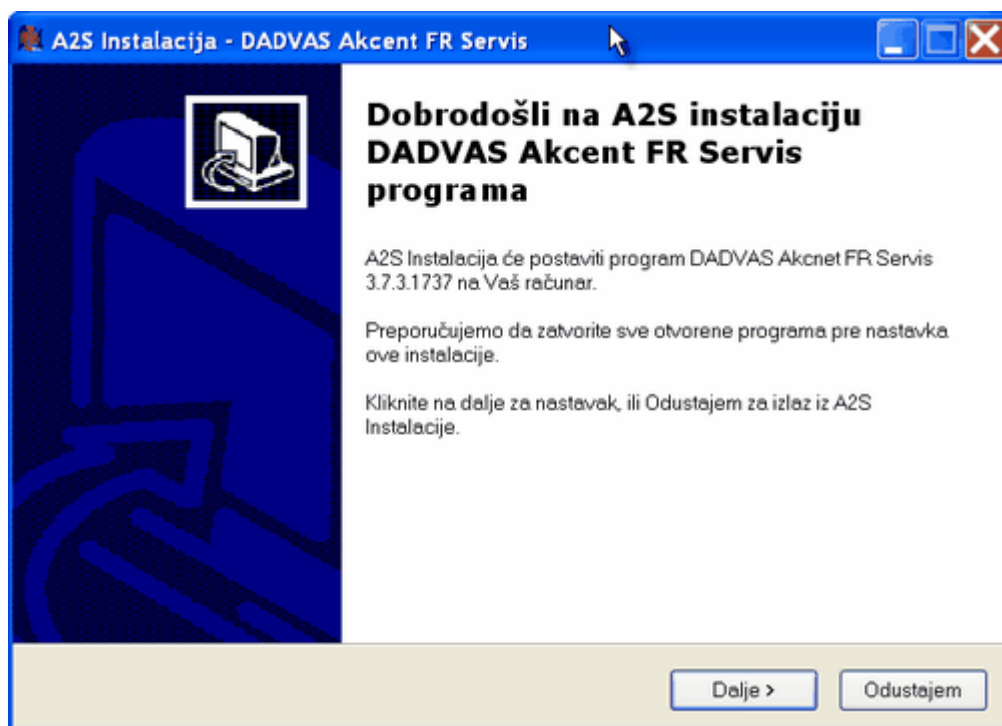 A2S Instalacija - DADVAS Akcent FR Servis
Dobrodošli na A2S instalaciju
DADVAS Akcent FR Servis
programa
A2S Instalacija će postaviti program DADVAS Akcnet FR Servis
3.7.3.1737 na Vaš računar.
Preporučujemo da zatvorite sve otvorene programa pre nastavka
ove instalacije.
Kliknite na dalje za nastavak, ili Odustajem za izlaz iz A2S
Instalacije.
Dalje >
Odustajem